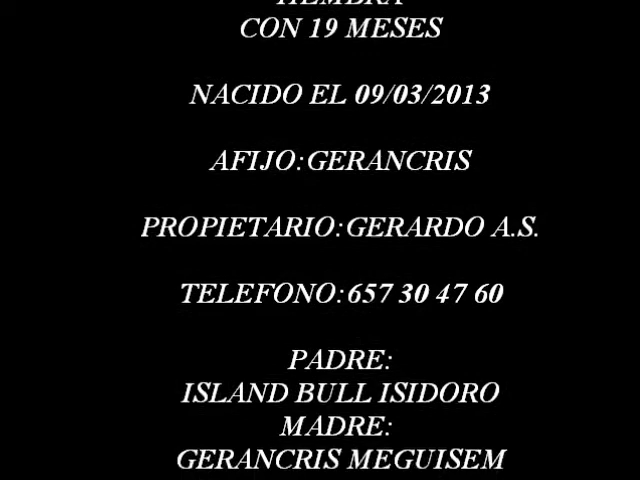 HEMBRA
CON 19 MESES
NACIDO EL 09/03/2013
AFIJO:GERANCRIS
PROPIETARIO:GERARDO A.S.
TELEFONO:657 30 47 60
PADRE:
ISLAND BULL ISIDORO
MADRE:
GERANCRIS MEGUISEM